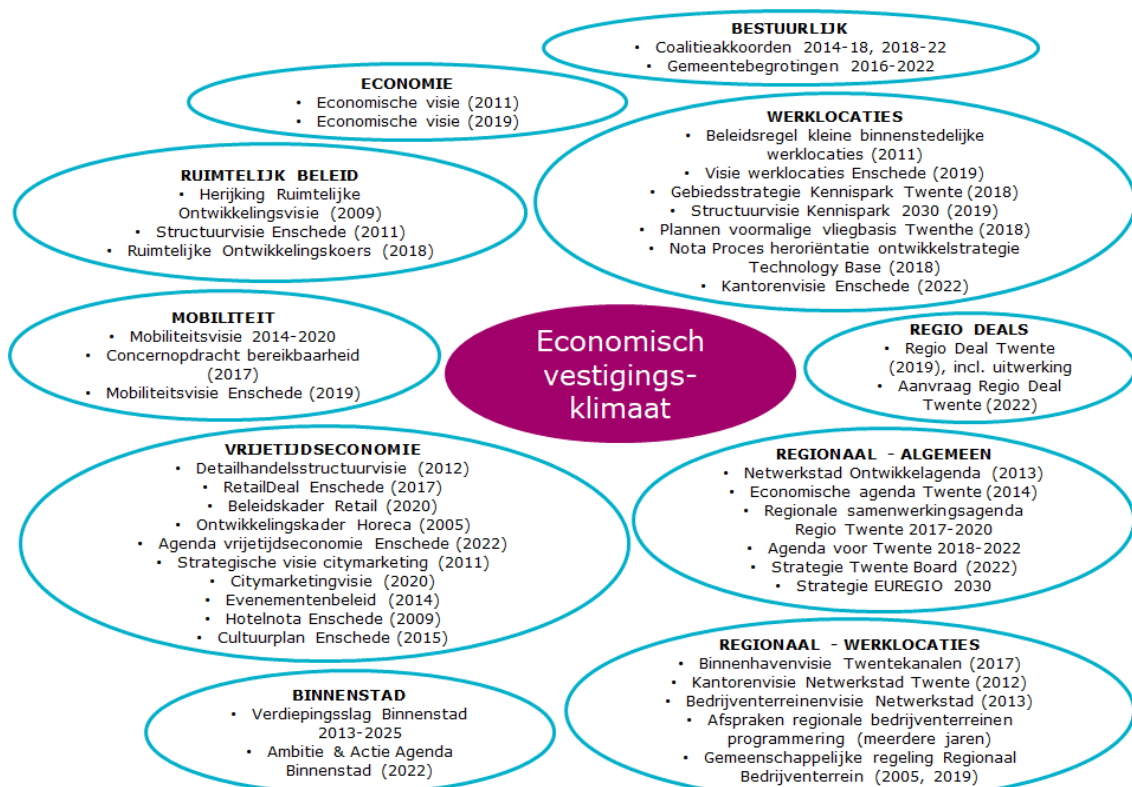 BESTUURLIJK
• Coalitieakkoorden 2014-18, 2018-22
• Gemeentebegrotingen 2016-2022
ECONOMIE
• Economische visie (2011)
• Economische visie (2019)
WERKLOCATIES
• Beleidsregel kleine binnenstedelijke
werklocaties (2011)
• Visie werklocaties Enschede (2019)
• Gebiedsstrategie Kennispark Twente (2018)
• Structuurvisie Kennispark 2030 (2019)
• Plannen voormalige vliegbasis Twenthe (2018)
• Nota Proces heroriëntatie ontwikkelstrategie
Technology Base (2018)
• Kantorenvisie Enschede (2022)
RUIMTELIJK BELEID
• Herijking Ruimtelijke
Ontwikkelingsvisie (2009)
• Structuurvisie Enschede (2011)
• Ruimtelijke Ontwikkelingskoers (2018)
MOBILITEIT
• Mobiliteitsvisie 2014-2020
• Concernopdracht bereikbaarheid
(2017)
• Mobiliteitsvisie Enschede (2019)
Economisch
vestigings-
klimaat
REGIO DEALS
• Regio Deal Twente
(2019), incl. uitwerking
• Aanvraag Regio Deal
Twente (2022)
VRIJETIJDSECONOMIE
• Detailhandelsstructuurvisie (2012)
• RetailDeal Enschede (2017)
• Beleidskader Retail (2020)
• Ontwikkelingskader Horeca (2005)
• Agenda vrijetijdseconomie Enschede (2022)
• Strategische visie citymarketing (2011)
• Citymarketingvisie (2020)
• Evenementenbeleid (2014)
• Hotelnota Enschede (2009)
• Cultuurplan Enschede (2015)
REGIONAAL - ALGEMEEN
• Netwerkstad Ontwikkelagenda (2013)
• Economische agenda Twente (2014)
• Regionale samenwerkingsagenda
Regio Twente 2017-2020
• Agenda voor Twente 2018-2022
• Strategie Twente Board (2022)
• Strategie EUREGIO 2030
BINNENSTAD
• Verdiepingsslag Binnenstad
2013-2025
• Ambitie & Actie Agenda
Binnenstad (2022)
REGIONAAL - WERKLOCATIES
• Binnenhavenvisie Twentekanalen (2017)
• Kantorenvisie Netwerkstad Twente (2012)
• Bedrijventerreinenvisie Netwerkstad (2013)
• Afspraken regionale bedrijventerreinen
programmering (meerdere jaren)
• Gemeenschappelijke regeling Regionaal
Bedrijventerrein (2005, 2019)